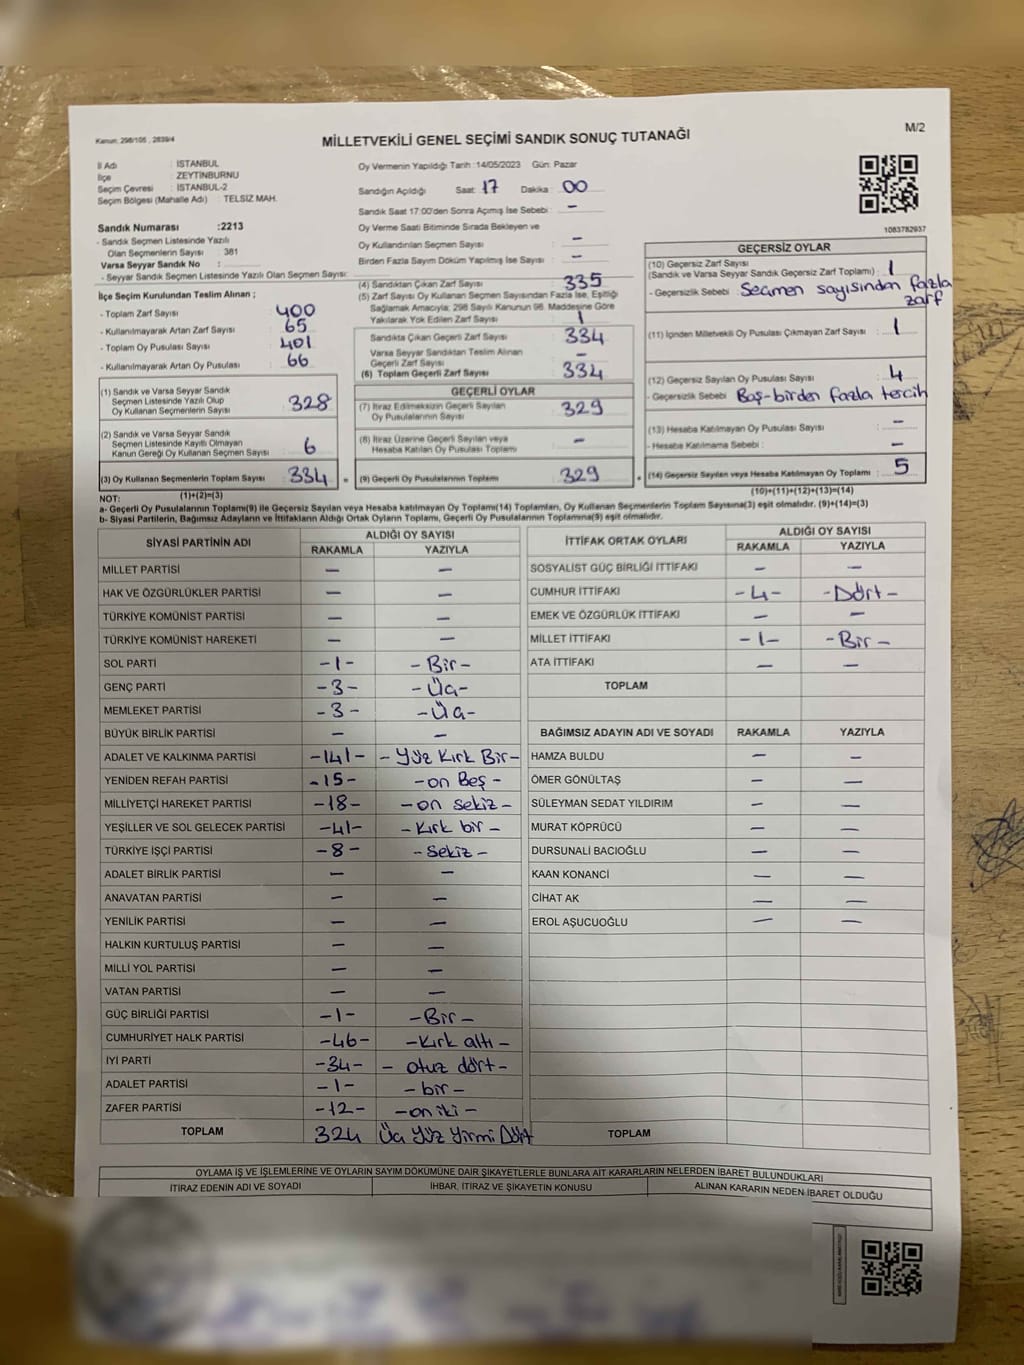 Kanun: 298/105 , 2839/4
MİLLETVEKİLİ GENEL SEÇİMİ SANDIK SONUÇ TUTANAĞI
M/2
İl Adı : İSTANBUL
İlçe : ZEYTİNBURNU
Seçim Çevresi : İSTANBUL-2
Seçim Bölgesi (Mahalle Adı) : TELSİZ MAH.
Sandık Numarası :2213
- Sandık Seçmen Listesinde Yazılı
Olan Seçmenlerin Sayısı : 381
Varsa Seyyar Sandık No :
- Seyyar Sandık Seçmen Listesinde Yazılı Olan Seçmen Sayısı:
İlçe Seçim Kurulundan Teslim Alınan ;
- Toplam Zarf Sayısı : 400
- Kullanılmayarak Artan Zarf Sayısı : 65
- Toplam Oy Pusulası Sayısı : 401
- Kullanılmayarak Artan Oy Pusulası : 66
(1) Sandık ve Varsa Seyyar Sandık
Seçmen Listesinde Yazılı Olup
Oy Kullanan Seçmenlerin Sayısı : 328
(2) Sandık ve Varsa Seyyar Sandık
Seçmen Listesinde Kayıtlı Olmayan
Kanun Gereği Oy Kullanan Seçmen Sayısı : 6
(3) Oy Kullanan Seçmenlerin Toplam Sayısı : 334
(1)+(2)=(3)
Oy Vermenin Yapıldığı Tarih :14/05/2023 Gün: Pazar
Sandığın Açıldığı Saat: 17 Dakika : 00
Sandık Saat 17:00'den Sonra Açımış İse Sebebi : -
Oy Verme Saati Bitiminde Sırada Bekleyen ve
Oy Kullandırılan Seçmen Sayısı : -
Birden Fazla Sayım Döküm Yapılmış İse Sayısı : -
(4) Sandıktan Çıkan Zarf Sayısı : 335
(5) Zarf Sayısı Oy Kullanan Seçmen Sayısından Fazla İse, Eşitliği
Sağlamak Amacıyla; 298 Sayılı Kanunun 98. Maddesine Göre
Yakılarak Yok Edilen Zarf Sayısı : 1
Sandıkta Çıkan Geçerli Zarf Sayısı : 334
Varsa Seyyar Sandıktan Teslim Alınan
Geçerli Zarf Sayısı : -
(6) Toplam Geçerli Zarf Sayısı : 334
GEÇERLİ OYLAR
(7) İtiraz Edilmeksizin Geçerli Sayılan
Oy Pusulalarının Sayısı : 329
(8) İtiraz Üzerine Geçerli Sayılan veya
Hesaba Katılan Oy Pusulası Toplamı : -
= (9) Geçerli Oy Pusulalarının Toplamı : 329
1083782937
GEÇERSİZ OYLAR
(10) Geçersiz Zarf Sayısı
(Sandık ve Varsa Seyyar Sandık Geçersiz Zarf Toplamı) : 1
- Geçersizlik Sebebi : Seçmen sayısından fazla
zarf
(11) İçinden Milletvekili Oy Pusulası Çıkmayan Zarf Sayısı : 1
(12) Geçersiz Sayılan Oy Pusulası Sayısı : 4
- Geçersizlik Sebebi : Boş-birden fazla tercih
(13) Hesaba Katılmayan Oy Pusulası Sayısı : -
- Hesaba Katılmama Sebebi : -
+ (14) Geçersiz Sayılan veya Hesaba Katılmayan Oy Toplamı : 5
(10)+(11)+(12)+(13)=(14)
NOT:
a- Geçerli Oy Pusulalarının Toplamı(9) ile Geçersiz Sayılan veya Hesaba katılmayan Oy Toplamı(14) Toplamları, Oy Kullanan Seçmenlerin Toplam Sayısına(3) eşit olmalıdır. (9)+(14)=(3)
b- Siyasi Partilerin, Bağımsız Adayların ve İttifakların Aldığı Ortak Oyların Toplamı, Geçerli Oy Pusulalarının Toplamına(9) eşit olmalıdır.
SİYASİ PARTİNİN ADI ALDIĞI OY SAYISI
RAKAMLA YAZIYLA
MİLLET PARTİSİ - -
HAK VE ÖZGÜRLÜKLER PARTİSİ - -
TÜRKİYE KOMÜNİST PARTİSİ - -
TÜRKİYE KOMÜNİST HAREKETİ - -
SOL PARTİ -1- -Bir-
GENÇ PARTİ -3- -Üç-
MEMLEKET PARTİSİ -3- -Üç-
BÜYÜK BİRLİK PARTİSİ - -
ADALET VE KALKINMA PARTİSİ -141- -Yüz Kırk Bir-
YENİDEN REFAH PARTİSİ -15- -on Beş-
MİLLİYETÇİ HAREKET PARTİSİ -18- -on sekiz-
YEŞİLLER VE SOL GELECEK PARTİSİ -41- -Kırk bir-
TÜRKİYE İŞÇİ PARTİSİ -8- -Sekiz-
ADALET BİRLİK PARTİSİ - -
ANAVATAN PARTİSİ - -
YENİLİK PARTİSİ - -
HALKIN KURTULUŞ PARTİSİ - -
MİLLİ YOL PARTİSİ - -
VATAN PARTİSİ - -
GÜÇ BİRLİĞİ PARTİSİ -1- -Bir-
CUMHURİYET HALK PARTİSİ -46- -Kırk altı-
İYİ PARTİ -34- -otuz dört-
ADALET PARTİSİ -1- -bir-
ZAFER PARTİSİ -12- -on iki-
TOPLAM 324 Üç Yüz Yirmi Dört
İTTİFAK ORTAK OYLARI ALDIĞI OY SAYISI
RAKAMLA YAZIYLA
SOSYALİST GÜÇ BİRLİĞİ İTTİFAKI - -
CUMHUR İTTİFAKI -4- -Dört-
EMEK VE ÖZGÜRLÜK İTTİFAKI - -
MİLLET İTTİFAKI -1- -Bir-
ATA İTTİFAKI - -
TOPLAM
BAĞIMSIZ ADAYIN ADI VE SOYADI RAKAMLA YAZIYLA
HAMZA BULDU - -
ÖMER GÖNÜLTAŞ - -
SÜLEYMAN SEDAT YILDIRIM - -
MURAT KÖPRÜCÜ - -
DURSUNALİ BACIOĞLU - -
KAAN KONANCİ - -
CİHAT AK - -
EROL AŞUCUOĞLU - -
TOPLAM
OYLAMA İŞ VE İŞLEMLERİNE VE OYLARIN SAYIM DÖKÜMÜNE DAİR ŞİKAYETLERLE BUNLARA AİT KARARLARIN NELERDEN İBARET BULUNDUKLARI
İTİRAZ EDENİN ADI VE SOYADI İHBAR, İTİRAZ VE ŞİKAYETİN KONUSU ALINAN KARARIN NEDEN İBARET OLDUĞU